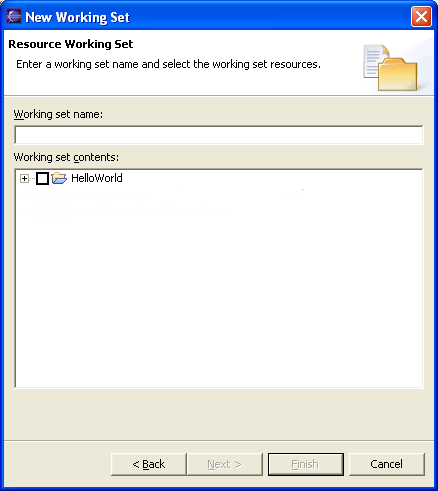 New Working Set
Resource Working Set
Enter a working set name and select the working set resources.
Working set name:
Working set contents:
HelloWorld
< Back Next > Finish Cancel